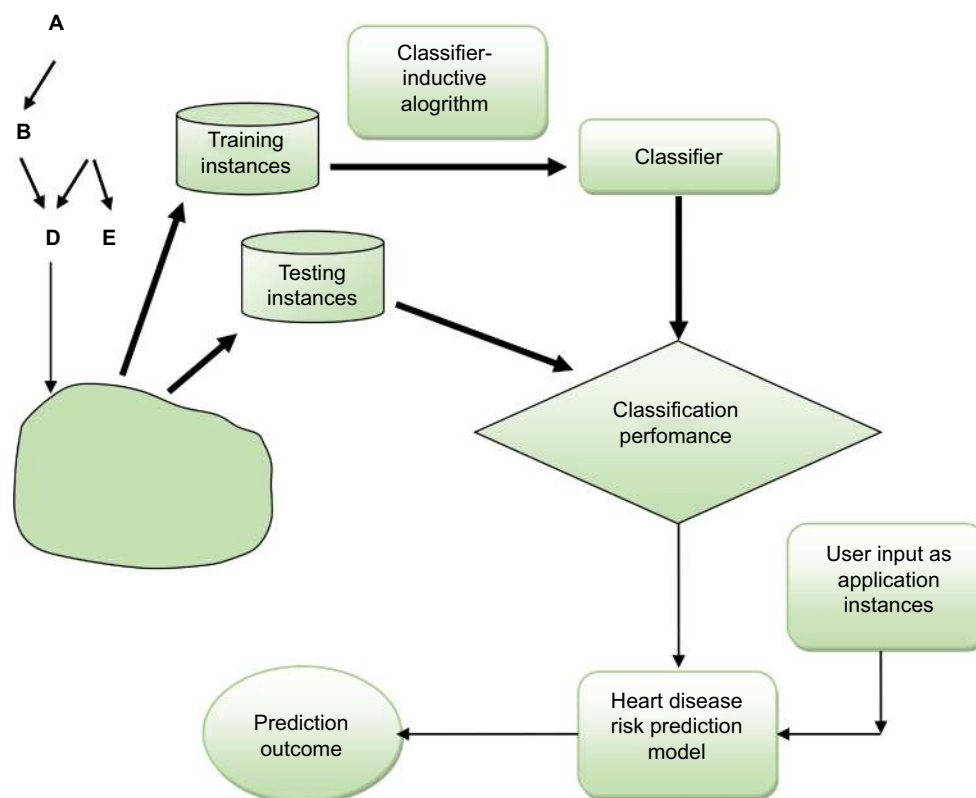 A
B
D E
Training
instances
Testing
instances
Classifier-
inductive
alogrithm
Classifier
Classification
perfomance
User input as
application
instances
Heart disease
risk prediction
model
Prediction
outcome